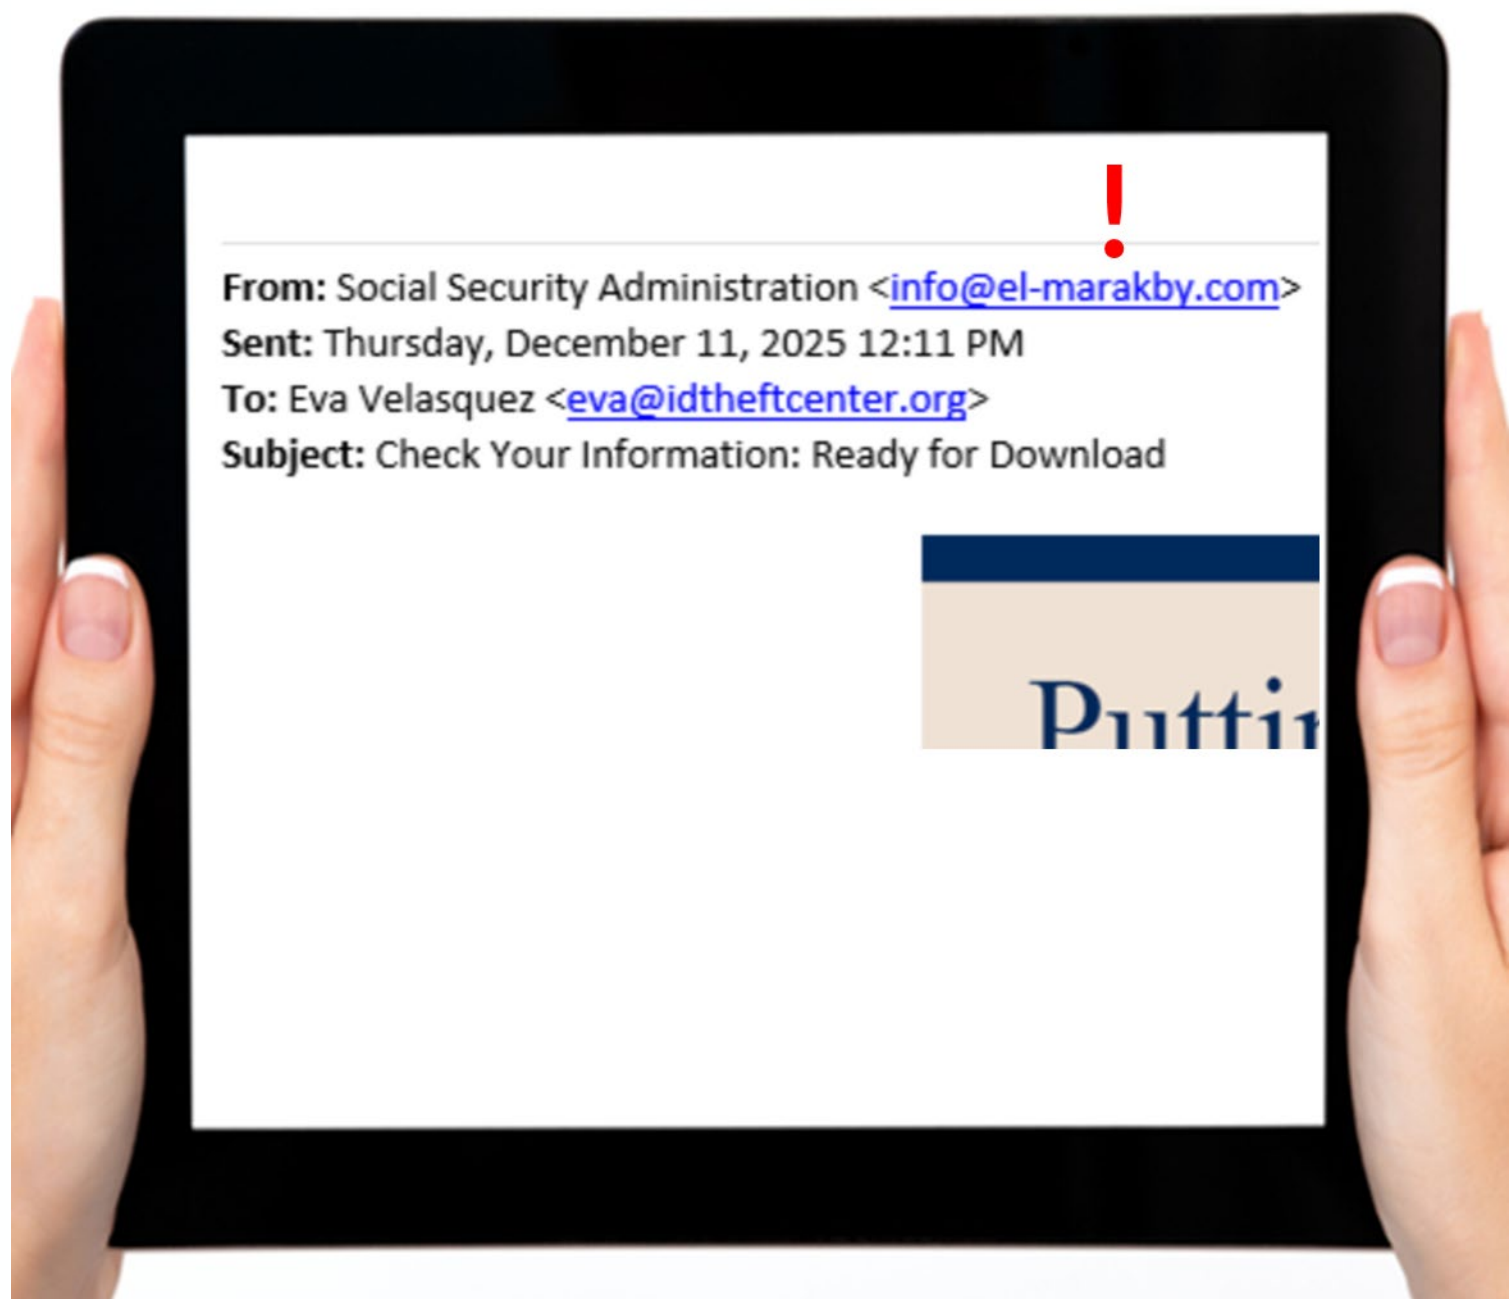 !
From: Social Security Administration <info@el-marakby.com>
Sent: Thursday, December 11, 2025 12:11 PM
To: Eva Velasquez <eva@idtheftcenter.org>
Subject: Check Your Information: Ready for Download